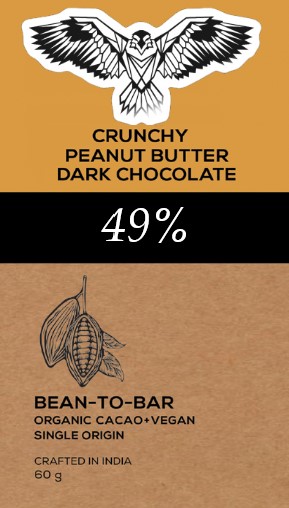 CRUNCHY
PEANUT BUTTER
DARK CHOCOLATE
49%
BEAN-TO-BAR
ORGANIC CACAO+VEGAN
SINGLE ORIGIN
CRAFTED IN INDIA
60 g